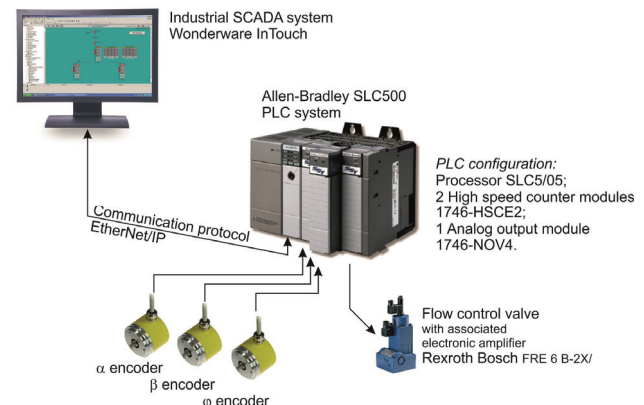 Industrial SCADA system
Wonderware InTouch
Allen-Bradley SLC500
PLC system
PLC configuration:
Processor SLC5/05;
2 High speed counter modules
1746-HSCE2;
1 Analog output module
1746-NOV4.
Communication protocol
EtherNet/IP
Flow control valve
with associated
electronic amplifier
Rexroth Bosch FRE 6 B-2X/
α encoder
β encoder
φ encoder